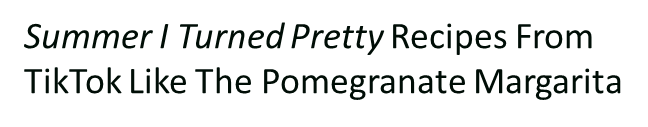 Summer I Turned Pretty Recipes From
TikTok Like The Pomegranate Margarita